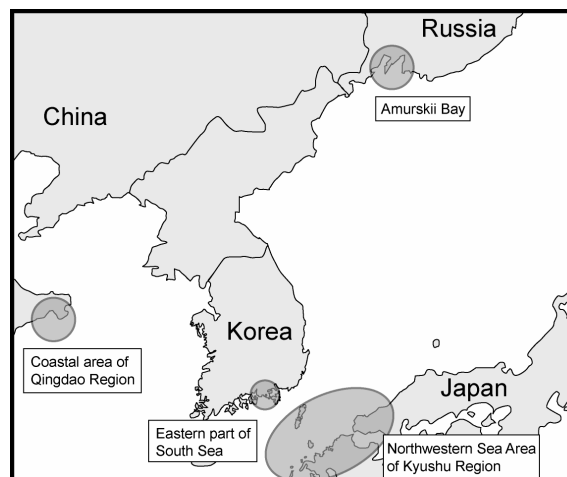 Russia
Amurskii Bay
China
Korea
Coastal area of
Qingdao Region
Japan
Eastern part of
South Sea
Northwestern Sea Area
of Kyushu Region